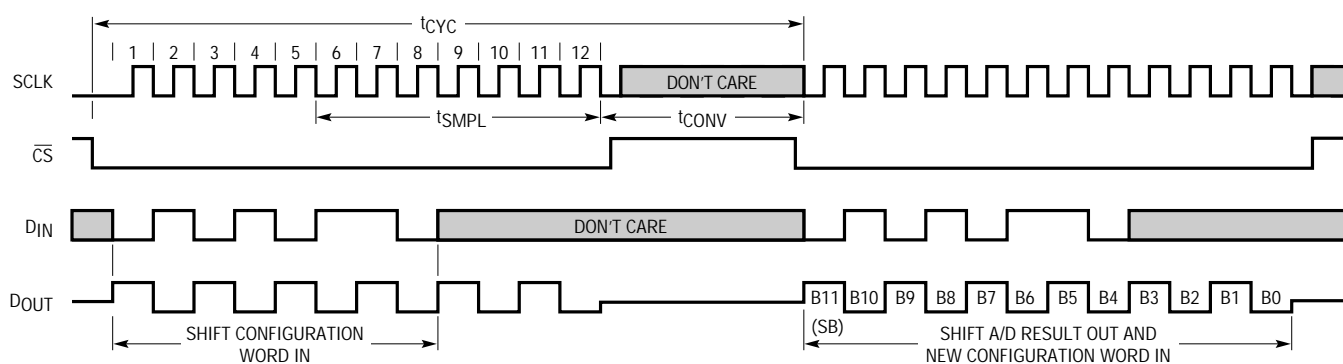 tCYC
1 2 3 4 5 6 7 8 9 10 11 12
SCLK
DON'T CARE
tSMPL
tCONV
CS
DIN
DON'T CARE
DOUT
B11 B10 B9 B8 B7 B6 B5 B4 B3 B2 B1 B0
(SB)
SHIFT CONFIGURATION
WORD IN
SHIFT A/D RESULT OUT AND
NEW CONFIGURATION WORD IN